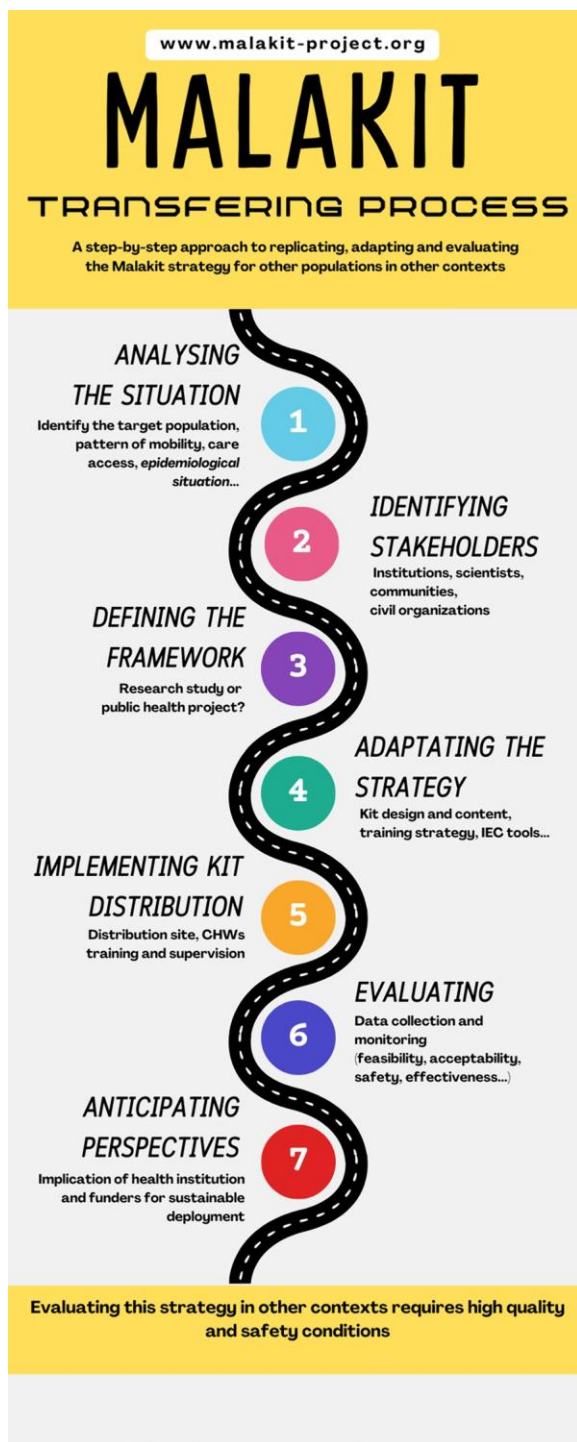 www.malakit-project.org
MALAKIT
TRANSFERING PROCESS
A step-by-step approach to replicating, adapting and evaluating
the Malakit strategy for other populations in other contexts
ANALYSING
THE SITUATION
Identify the target population,
pattern of mobility, care
access, epidemiological
situation...
1
2
IDENTIFYING
STAKEHOLDERS
Institutions, scientists,
communities,
civil organizations
DEFINING THE
FRAMEWORK
Research study or
public health project?
3
4
ADAPTATING THE
STRATEGY
Kit design and content,
training strategy, IEC tools...
IMPLEMENTING KIT
DISTRIBUTION
Distribution site, CHWs
training and supervision
5
6
EVALUATING
Data collection and
monitoring
(feasibility, acceptability,
safety, effectiveness...)
ANTICIPATING
PERSPECTIVES
Implication of health institution
and funders for sustainable
deployment
7
Evaluating this strategy in other contexts requires high quality
and safety conditions